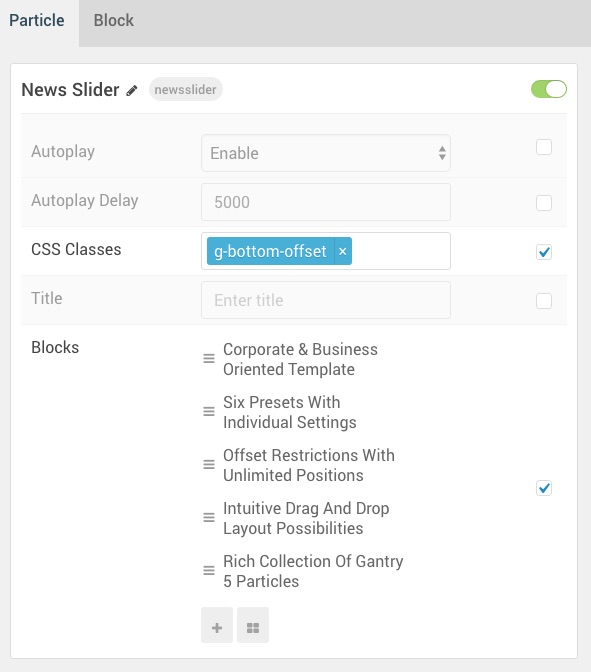 Particle Block
News Slider newsslider
Autoplay Enable
Autoplay Delay 5000
CSS Classes g-bottom-offset ×
Title Enter title
Blocks
Corporate & Business
Oriented Template
Six Presets With
Individual Settings
Offset Restrictions With
Unlimited Positions
Intuitive Drag And Drop
Layout Possibilities
Rich Collection Of Gantry
5 Particles